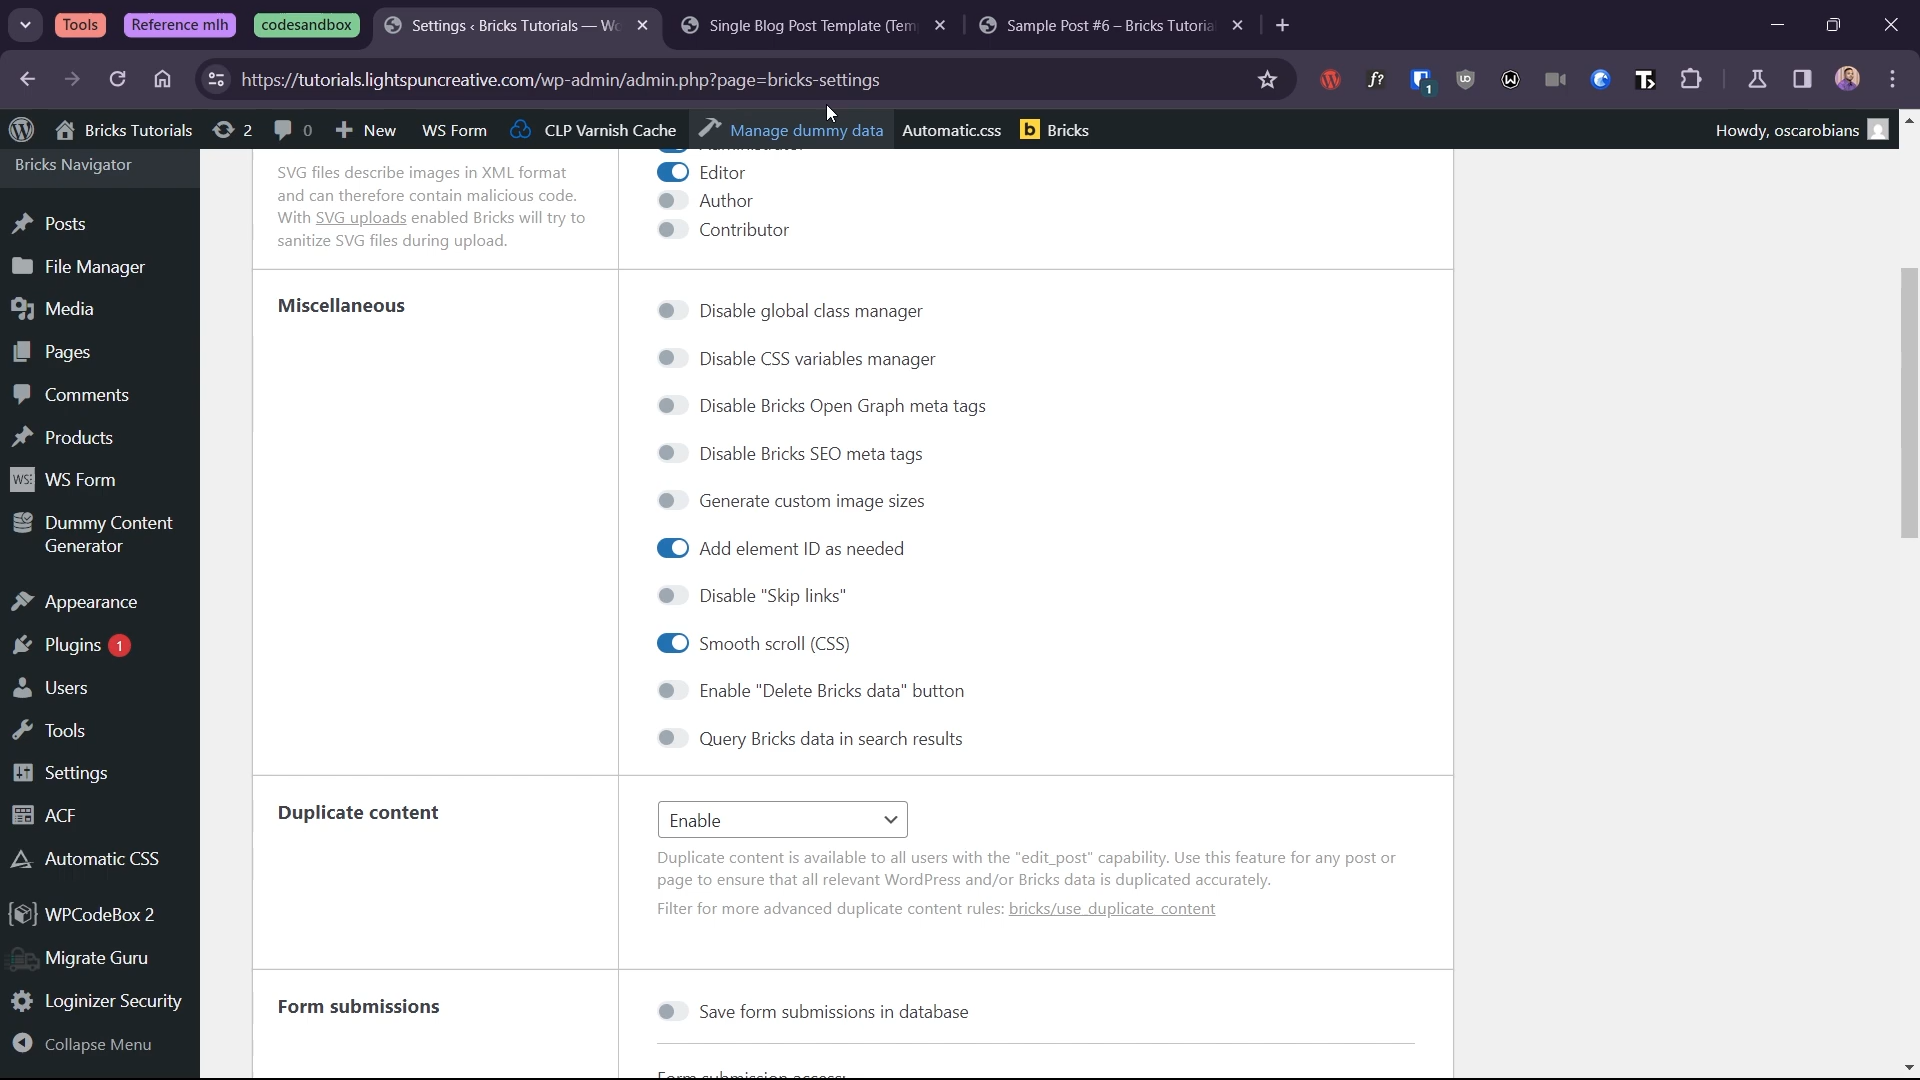 Tools
Reference mlh
codesandbox
Settings ‹ Bricks Tutorials — Wo
Single Blog Post Template (Tem
Sample Post #6 – Bricks Tutoria
https://tutorials.lightspuncreative.com/wp-admin/admin.php?page=bricks-settings
Bricks Tutorials
2
0
New
WS Form
CLP Varnish Cache
Manage dummy data
Automatic.css
Bricks
Howdy, oscarobians
Bricks Navigator
Posts
File Manager
Media
Pages
Comments
Products
WS Form
Dummy Content
Generator
Appearance
Plugins 1
Users
Tools
Settings
ACF
Automatic CSS
WPCodeBox 2
Migrate Guru
Loginizer Security
Collapse Menu
SVG files describe images in XML format
and can therefore contain malicious code.
With SVG uploads enabled Bricks will try to
sanitize SVG files during upload.
Editor
Author
Contributor
Miscellaneous
Disable global class manager
Disable CSS variables manager
Disable Bricks Open Graph meta tags
Disable Bricks SEO meta tags
Generate custom image sizes
Add element ID as needed
Disable "Skip links"
Smooth scroll (CSS)
Enable "Delete Bricks data" button
Query Bricks data in search results
Duplicate content
Enable
Duplicate content is available to all users with the "edit_post" capability. Use this feature for any post or
page to ensure that all relevant WordPress and/or Bricks data is duplicated accurately.
Filter for more advanced duplicate content rules: bricks/use_duplicate_content
Form submissions
Save form submissions in database
Form submission access: